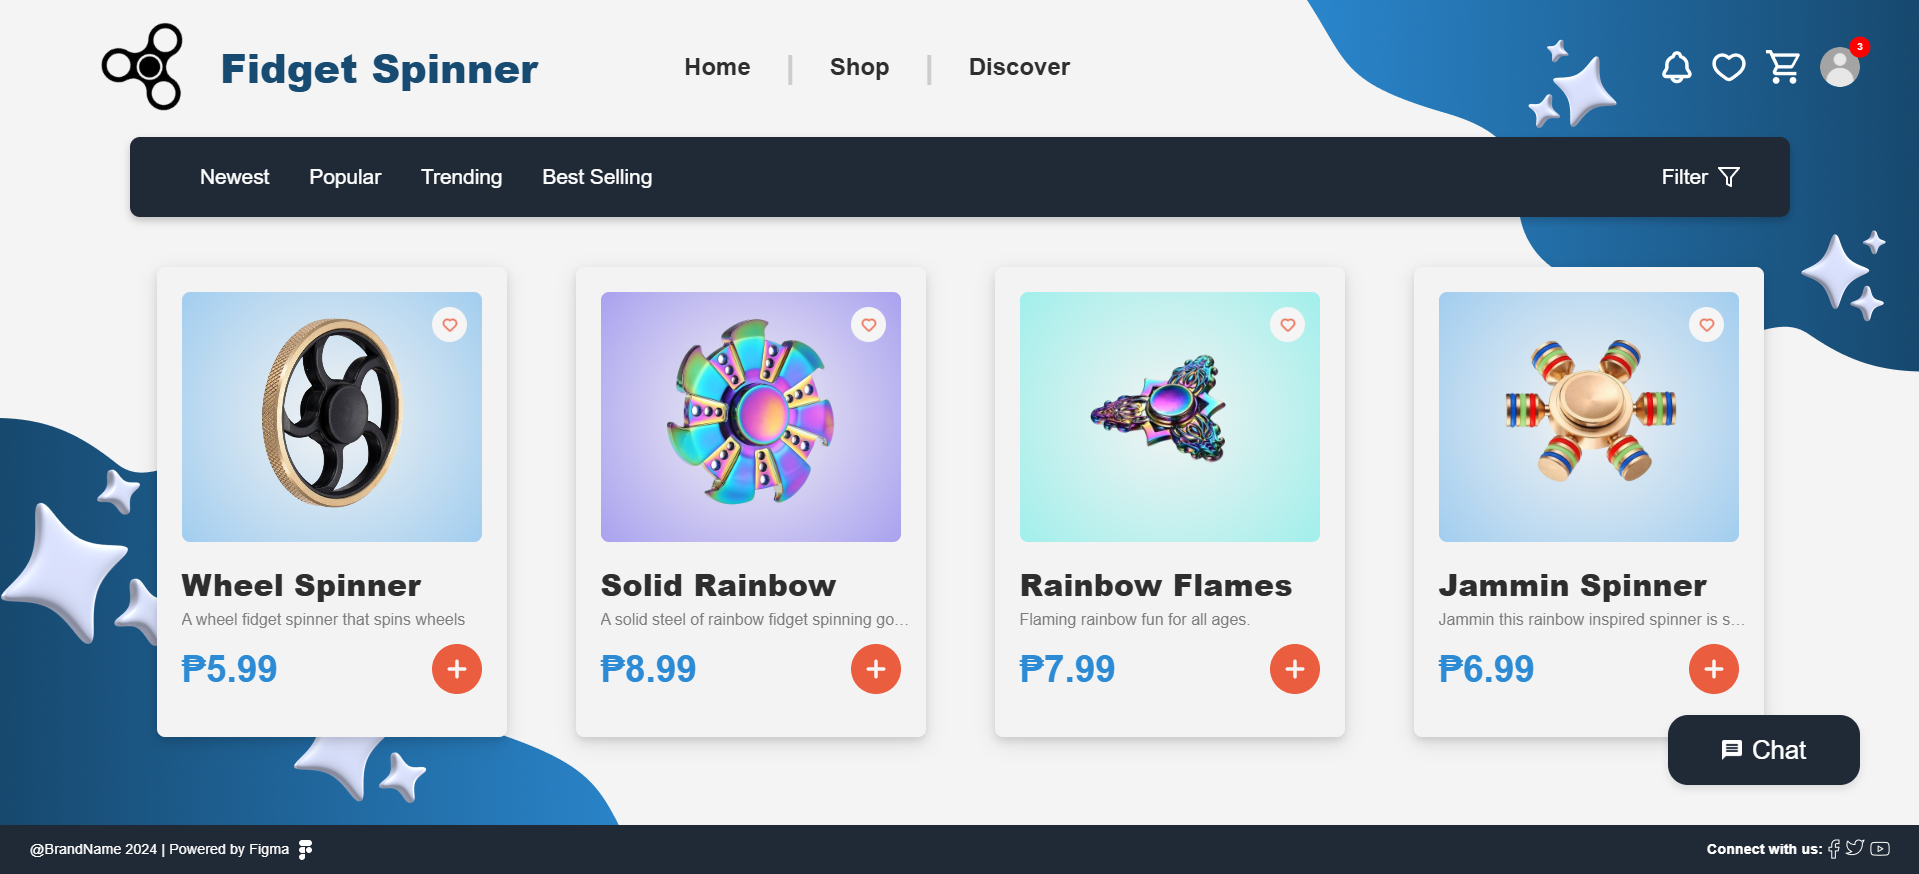 Fidget Spinner
Home | Shop | Discover
3
Newest Popular Trending Best Selling Filter
Wheel Spinner
A wheel fidget spinner that spins wheels
₱5.99
Solid Rainbow
A solid steel of rainbow fidget spinning go...
₱8.99
Rainbow Flames
Flaming rainbow fun for all ages.
₱7.99
Jammin Spinner
Jammin this rainbow inspired spinner is s...
₱6.99
Chat
@BrandName 2024 | Powered by Figma
Connect with us: